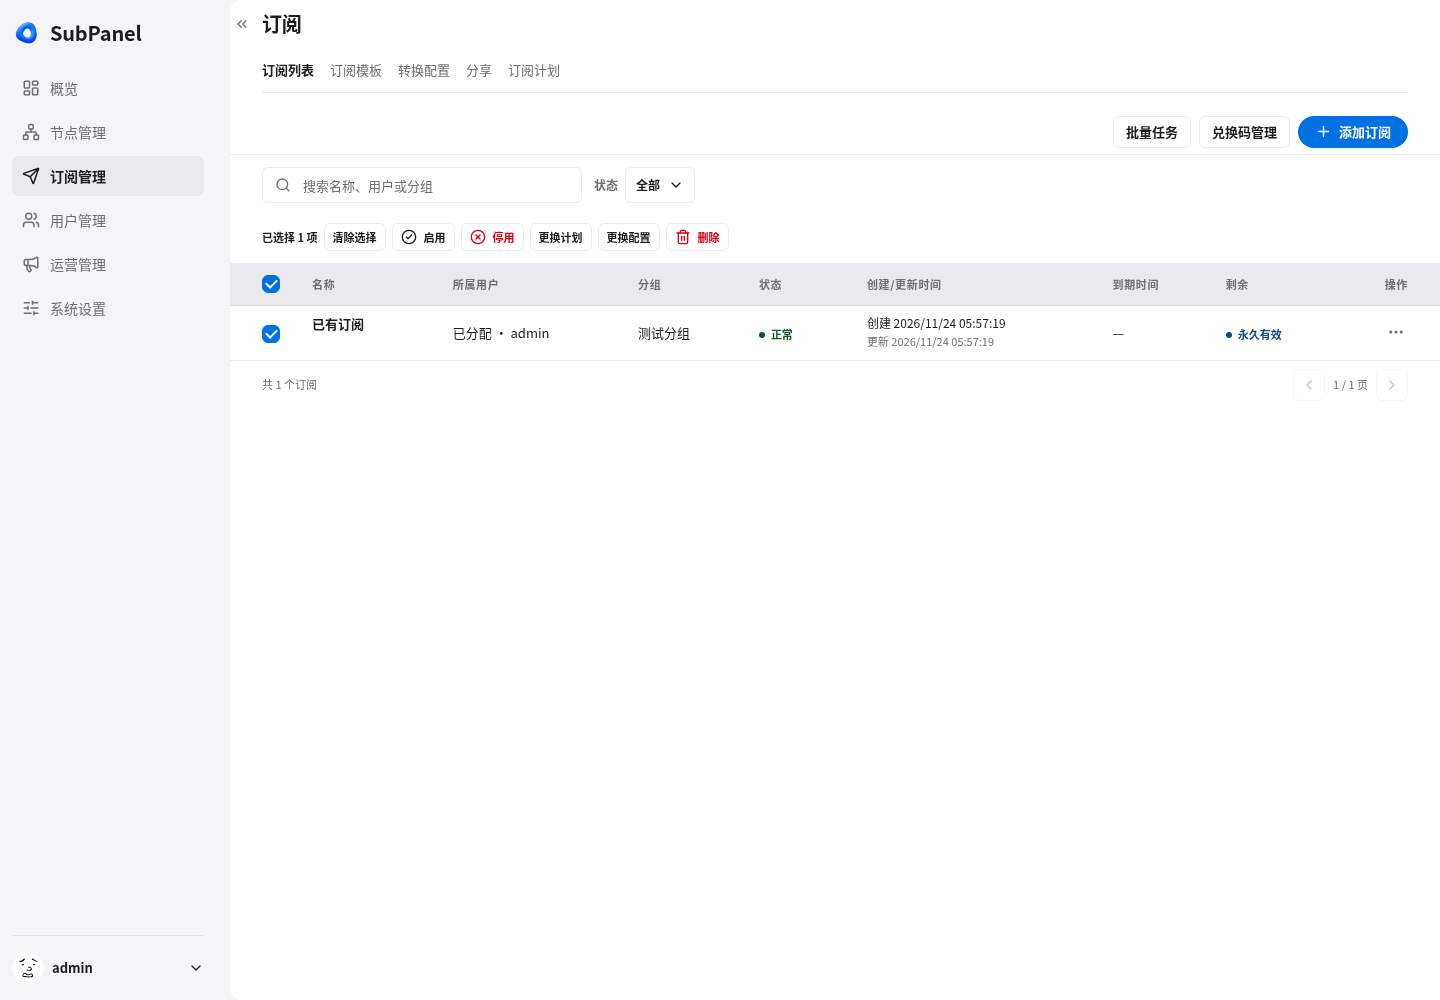 SubPanel
概览
节点管理
订阅管理
用户管理
运营管理
系统设置
admin
订阅
订阅列表 订阅模板 转换配置 分享 订阅计划
批量任务 兑换码管理 添加订阅
搜索名称、用户或分组 状态 全部
已选择 1 项 清除选择 启用 停用 更换计划 更换配置 删除
名称 所属用户 分组 状态 创建/更新时间 到期时间 剩余 操作
已有订阅 已分配 · admin 测试分组 正常 创建 2026/11/24 05:57:19 — 永久有效
更新 2026/11/24 05:57:19
共 1 个订阅 1 / 1 页